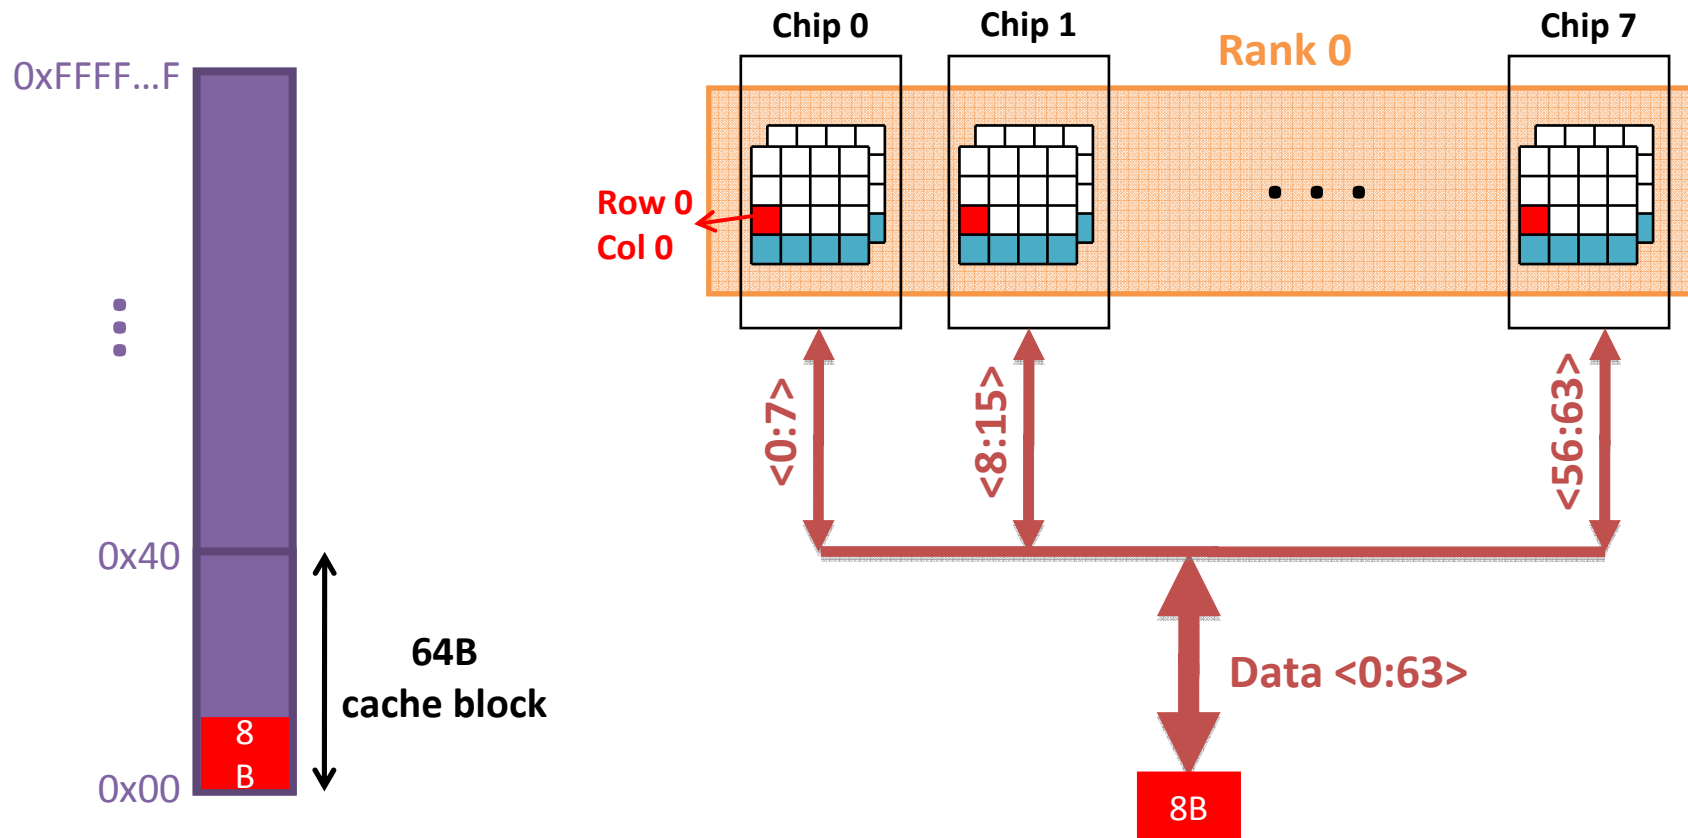 Chip 0
Chip 1
Chip 7
Rank 0
0xFFFF...F
Row 0
Col 0
<0:7>
<8:15>
<56:63>
0x40
64B
cache block
Data <0:63>
8
B
0x00
8B